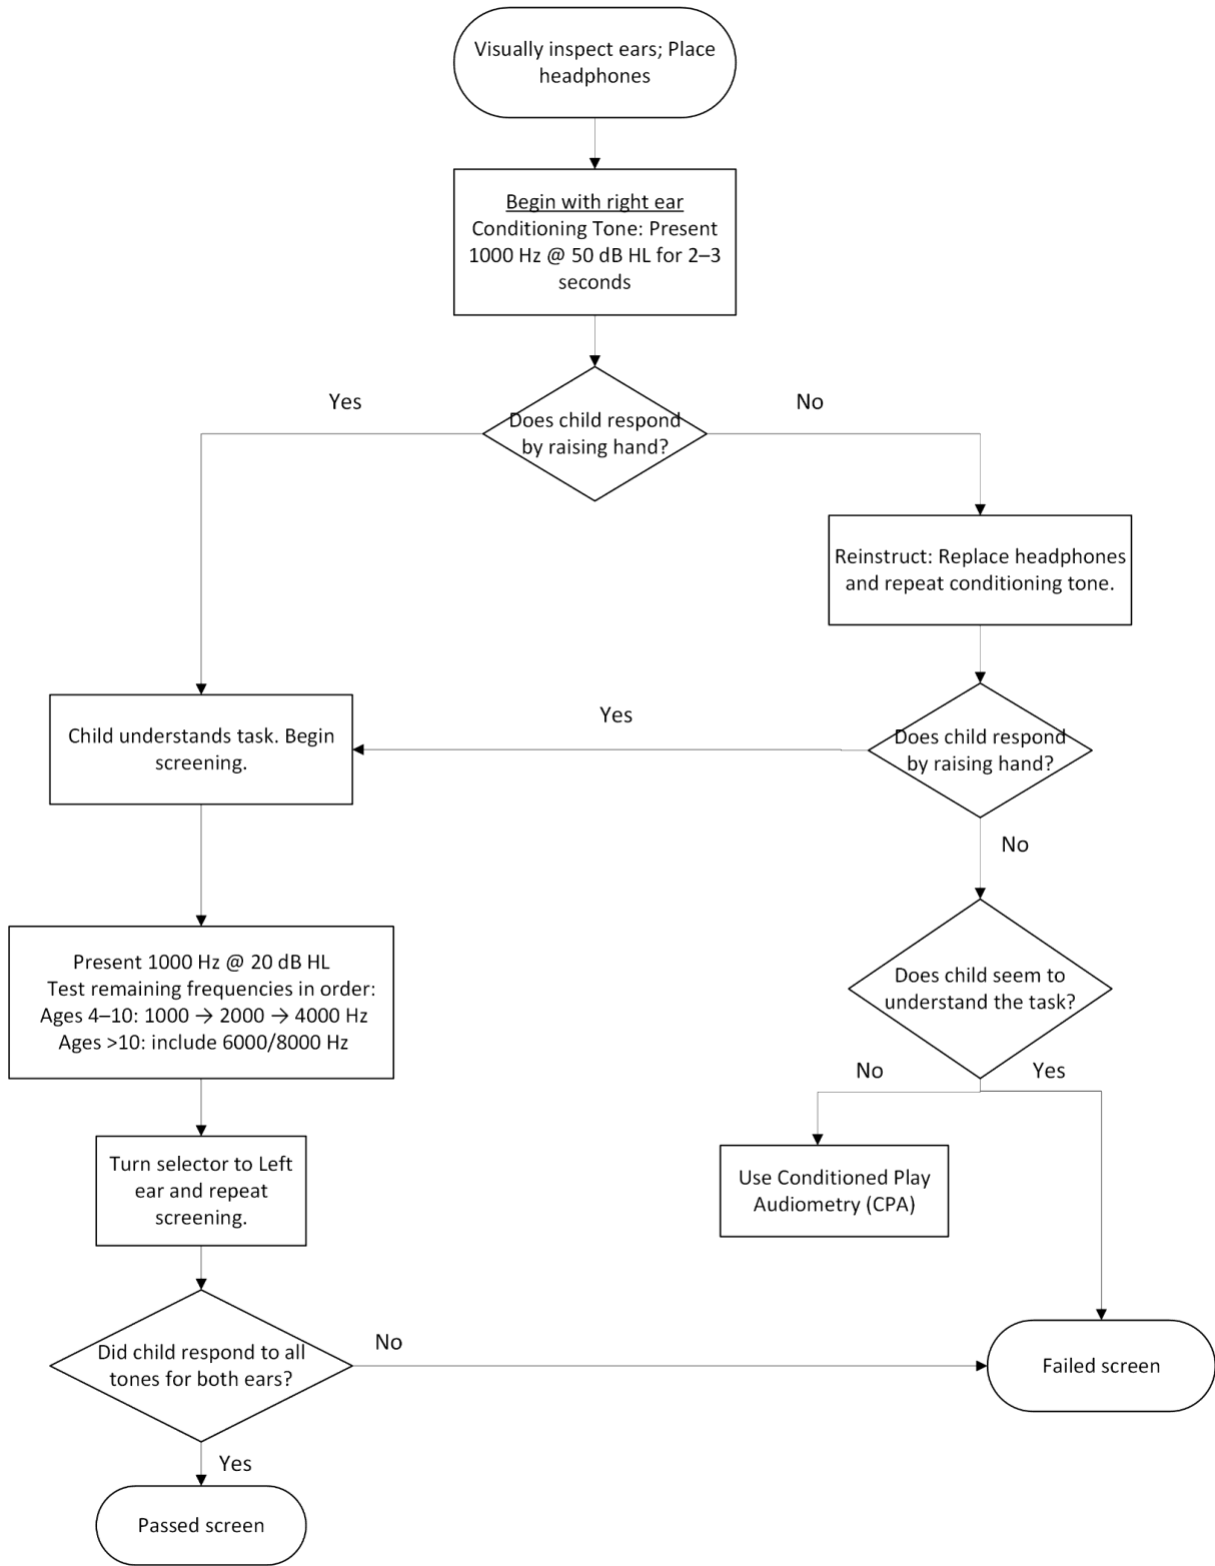 Visually inspect ears; Place
headphones
Begin with right ear
Conditioning Tone: Present
1000 Hz @ 50 dB HL for 2–3
seconds
Yes
No
Does child respond
by raising hand?
Reinstruct: Replace headphones
and repeat conditioning tone.
Child understands task. Begin
screening.
Yes
Does child respond
by raising hand?
No
Present 1000 Hz @ 20 dB HL
Test remaining frequencies in order:
Ages 4–10: 1000 → 2000 → 4000 Hz
Ages >10: include 6000/8000 Hz
Does child seem to
understand the task?
No
Yes
Turn selector to Left
ear and repeat
screening.
Use Conditioned Play
Audiometry (CPA)
Did child respond to all
tones for both ears?
No
Failed screen
Yes
Passed screen